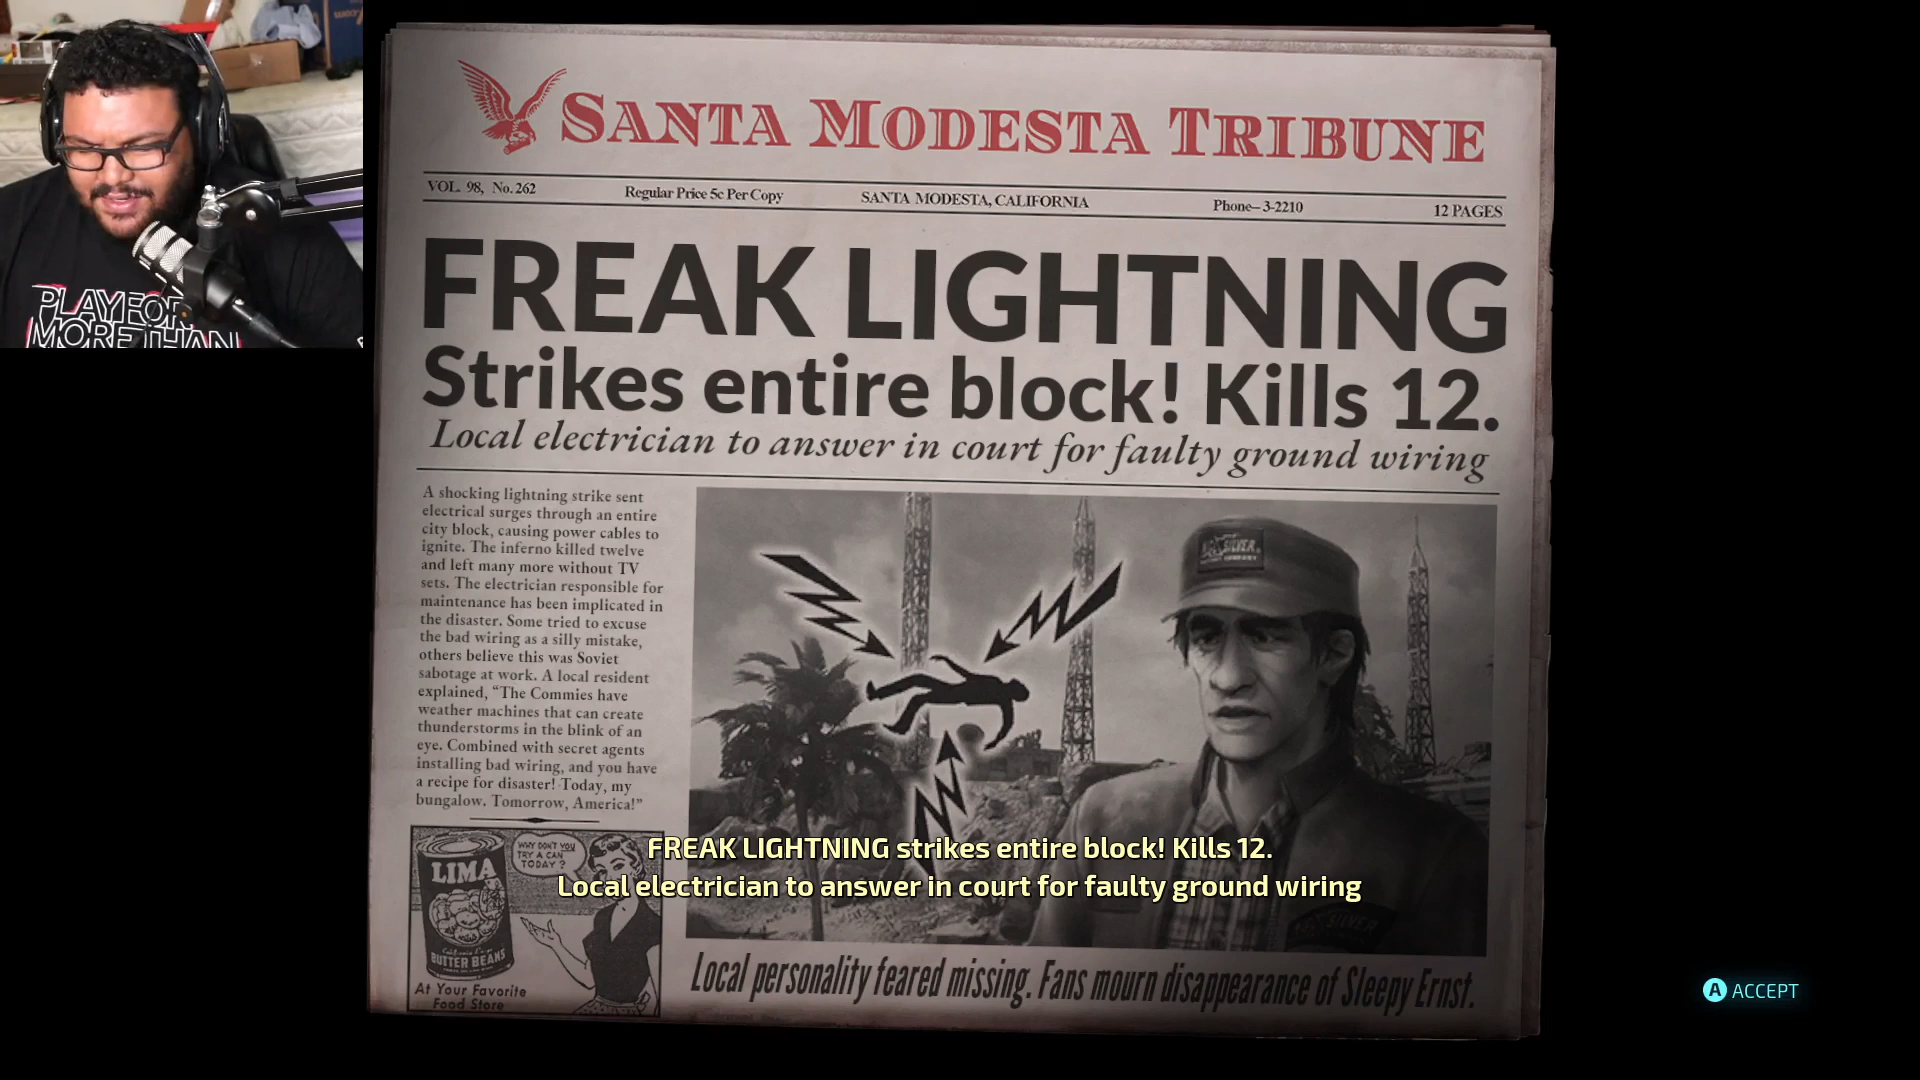 PLAY FOR
MORE THAN
SANTA MODESTA TRIBUNE
VOL. 98, No. 262 Regular Price 5c Per Copy SANTA MODESTA, CALIFORNIA Phone– 3-2210 12 PAGES
FREAK LIGHTNING
Strikes entire block! Kills 12.
Local electrician to answer in court for faulty ground wiring
A shocking lightning strike sent
electrical surges through an entire
city block, causing power cables to
ignite. The inferno killed twelve
and left many more without TV
sets. The electrician responsible for
maintenance has been implicated in
the disaster. Some tried to excuse
the bad wiring as a silly mistake,
others believe this was Soviet
sabotage at work. A local resident
explained, “The Commies have
weather machines that can create
thunderstorms in the blink of an
eye. Combined with secret agents
installing bad wiring, and you have
a recipe for disaster! Today, my
bungalow. Tomorrow, America!”
LIMA
BUTTER BEANS
WHY DON'T YOU
TRY A CAN
TODAY?
At Your Favorite
Food Store
SILVER
SILVER
FREAK LIGHTNING strikes entire block! Kills 12.
Local electrician to answer in court for faulty ground wiring
Local personality feared missing. Fans mourn disappearance of Sleepy Ernst.
A ACCEPT